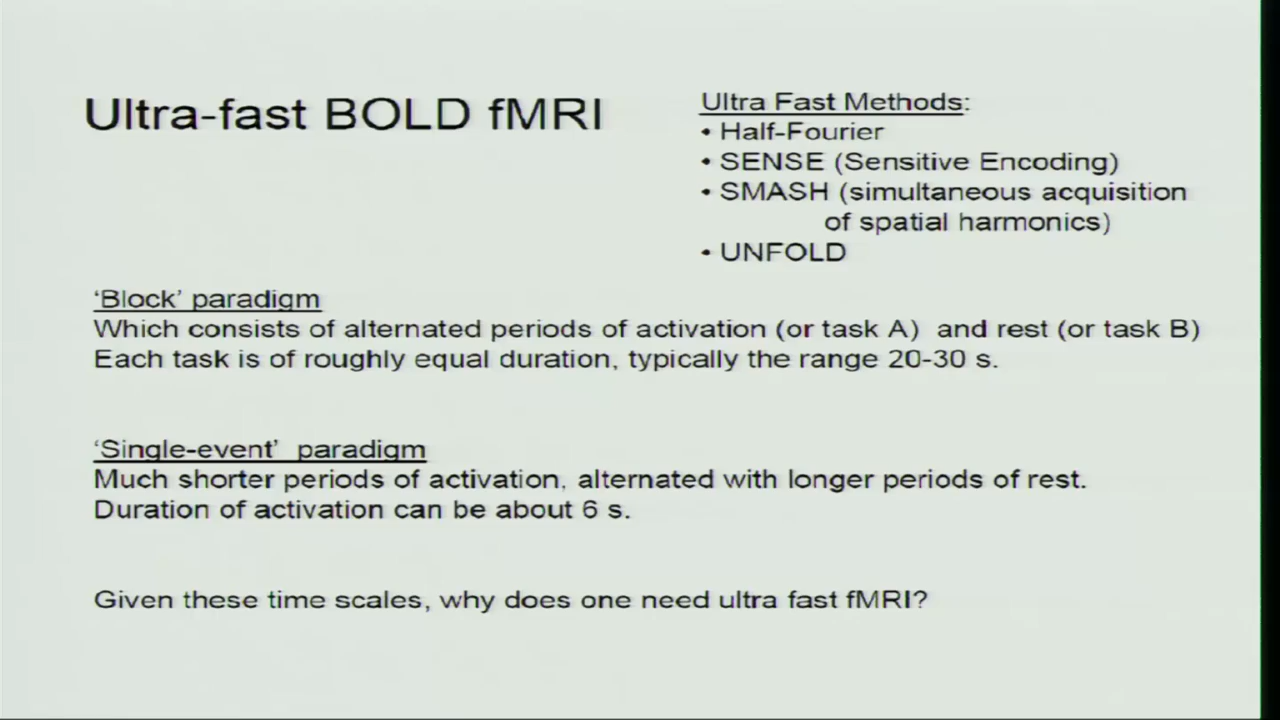 Ultra-fast BOLD fMRI
Ultra Fast Methods:
• Half-Fourier
• SENSE (Sensitive Encoding)
• SMASH (simultaneous acquisition
of spatial harmonics)
• UNFOLD
‘Block’ paradigm
Which consists of alternated periods of activation (or task A) and rest (or task B)
Each task is of roughly equal duration, typically the range 20-30 s.
‘Single-event’ paradigm
Much shorter periods of activation, alternated with longer periods of rest.
Duration of activation can be about 6 s.
Given these time scales, why does one need ultra fast fMRI?